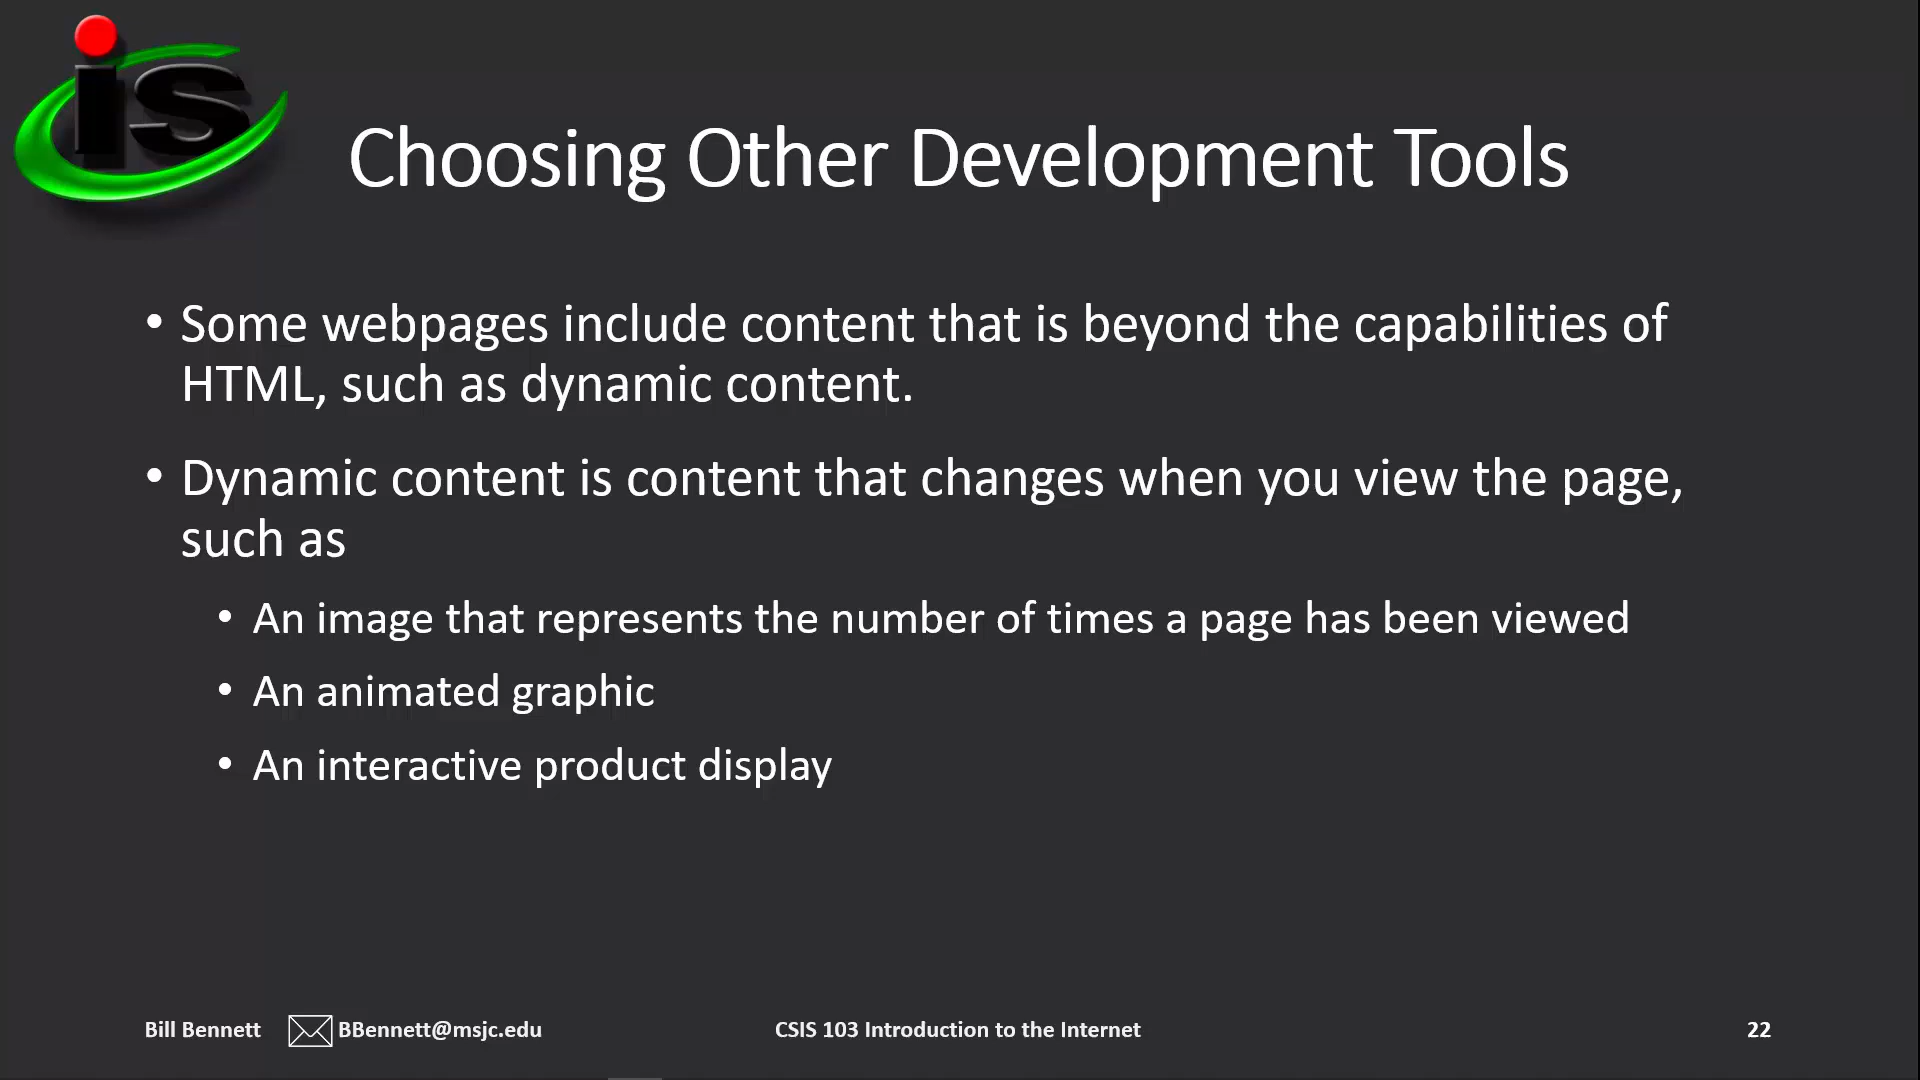 is
Choosing Other Development Tools
• Some webpages include content that is beyond the capabilities of
HTML, such as dynamic content.
• Dynamic content is content that changes when you view the page,
such as
• An image that represents the number of times a page has been viewed
• An animated graphic
• An interactive product display
Bill Bennett BBennett@msjc.edu CSIS 103 Introduction to the Internet 22